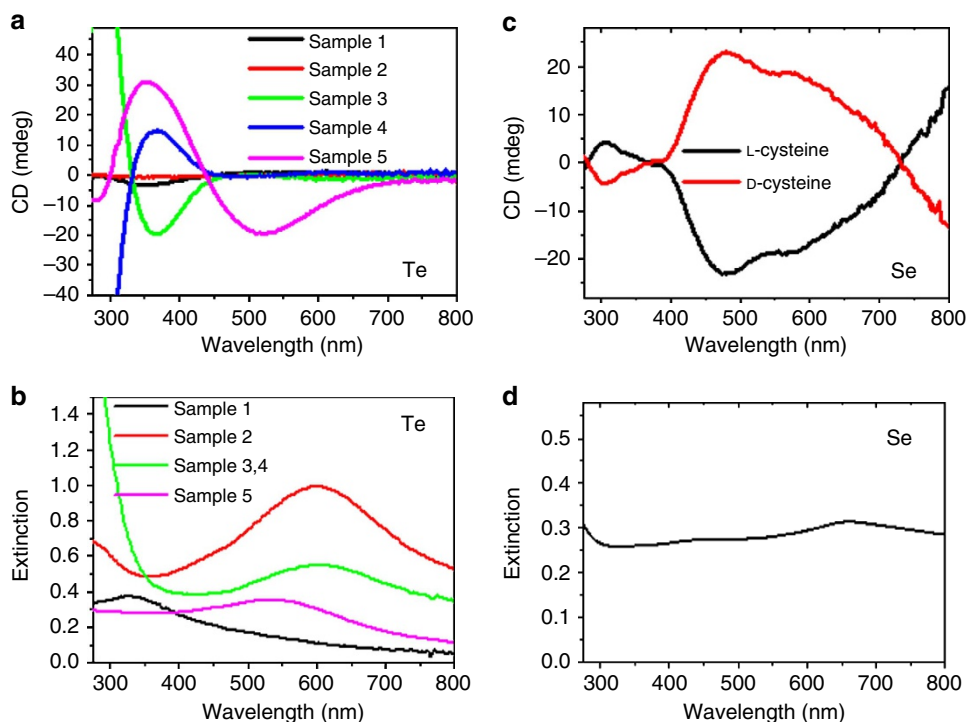 a
CD (mdeg)
40
30
20
10
0
–10
–20
–30
–40
Sample 1
Sample 2
Sample 3
Sample 4
Sample 5
Te
300 400 500 600 700 800
Wavelength (nm)
b
Extinction
1.4
1.2
1.0
0.8
0.6
0.4
0.2
0.0
Sample 1
Sample 2
Sample 3,4
Sample 5
Te
300 400 500 600 700 800
Wavelength (nm)
c
CD (mdeg)
20
10
0
–10
–20
L-cysteine
D-cysteine
Se
300 400 500 600 700 800
Wavelength (nm)
d
Extinction
0.5
0.4
0.3
0.2
0.1
0.0
Se
300 400 500 600 700 800
Wavelength (nm)